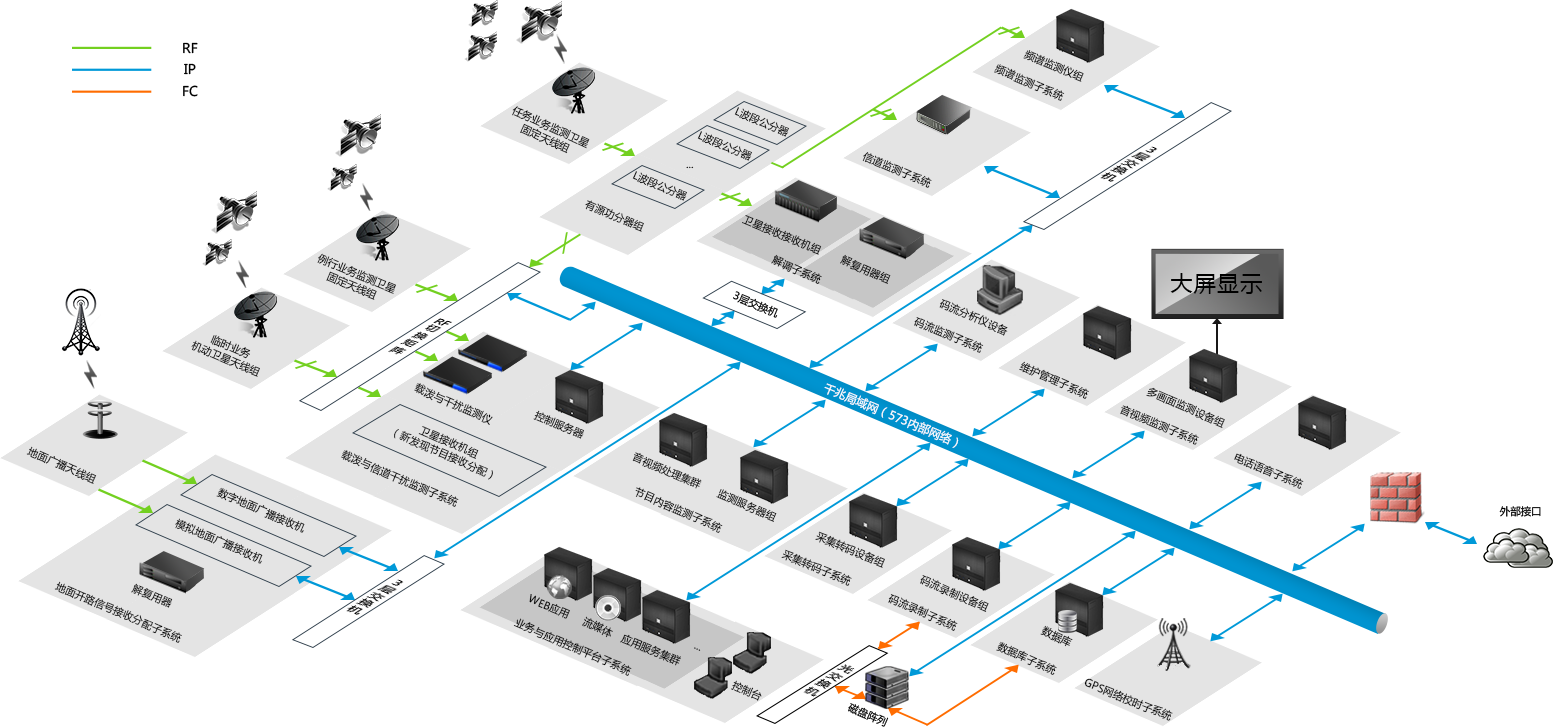 RF
IP
FC
任务业务监测卫星
固定天线组
L波段公分器
L波段公分器
...
L波段公分器
有源功分器组
频谱监测仪组
频谱监测子系统
信道监测子系统
3层交换机
例行业务监测卫星
固定天线组
临时业务
机动卫星天线组
RF切换矩阵
卫星接收接收机组
解复用器组
解调子系统
3层交换机
码流分析仪设备
码流监测子系统
维护管理子系统
大屏显示
多画面监测设备组
音视频监测子系统
电话语音子系统
千兆局域网（573内部网络）
外部接口
载波与干扰监测仪
控制服务器
卫星接收机组
（新发现节目接收分配）
载波与信道干扰监测子系统
音视频处理集群
监测服务器组
节目内容监测子系统
采集转码设备组
采集转码子系统
码流录制设备组
码流录制子系统
数据库
数据库子系统
GPS网络校时子系统
地面广播天线组
数字地面广播接收机
模拟地面广播接收机
解复用器
地面开路信号接收分配子系统
3层交换机
WEB应用
流媒体
应用服务集群
...
业务与应用控制平台子系统
控制台
光交换机
磁盘阵列